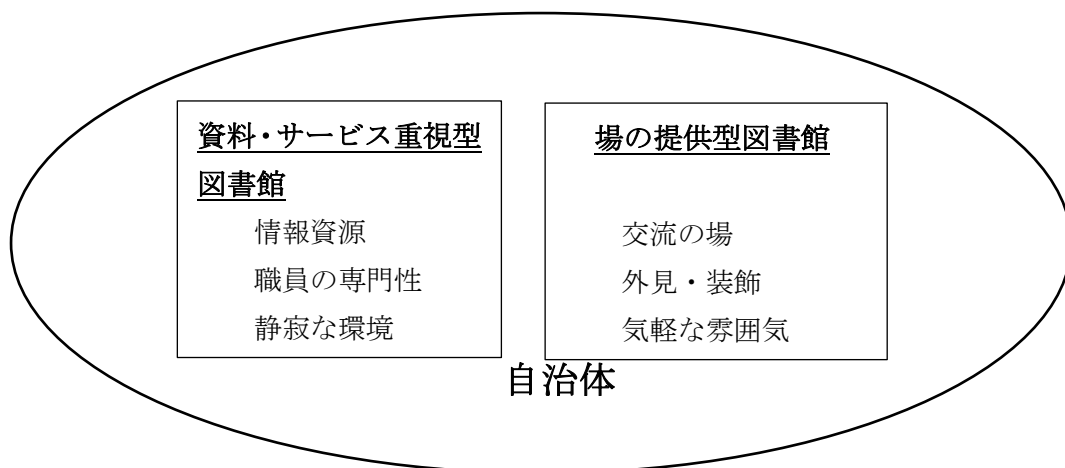 資料・サービス重視型
図書館
情報資源
職員の専門性
静寂な環境
場の提供型図書館
交流の場
外見・装飾
気軽な雰囲気
自治体